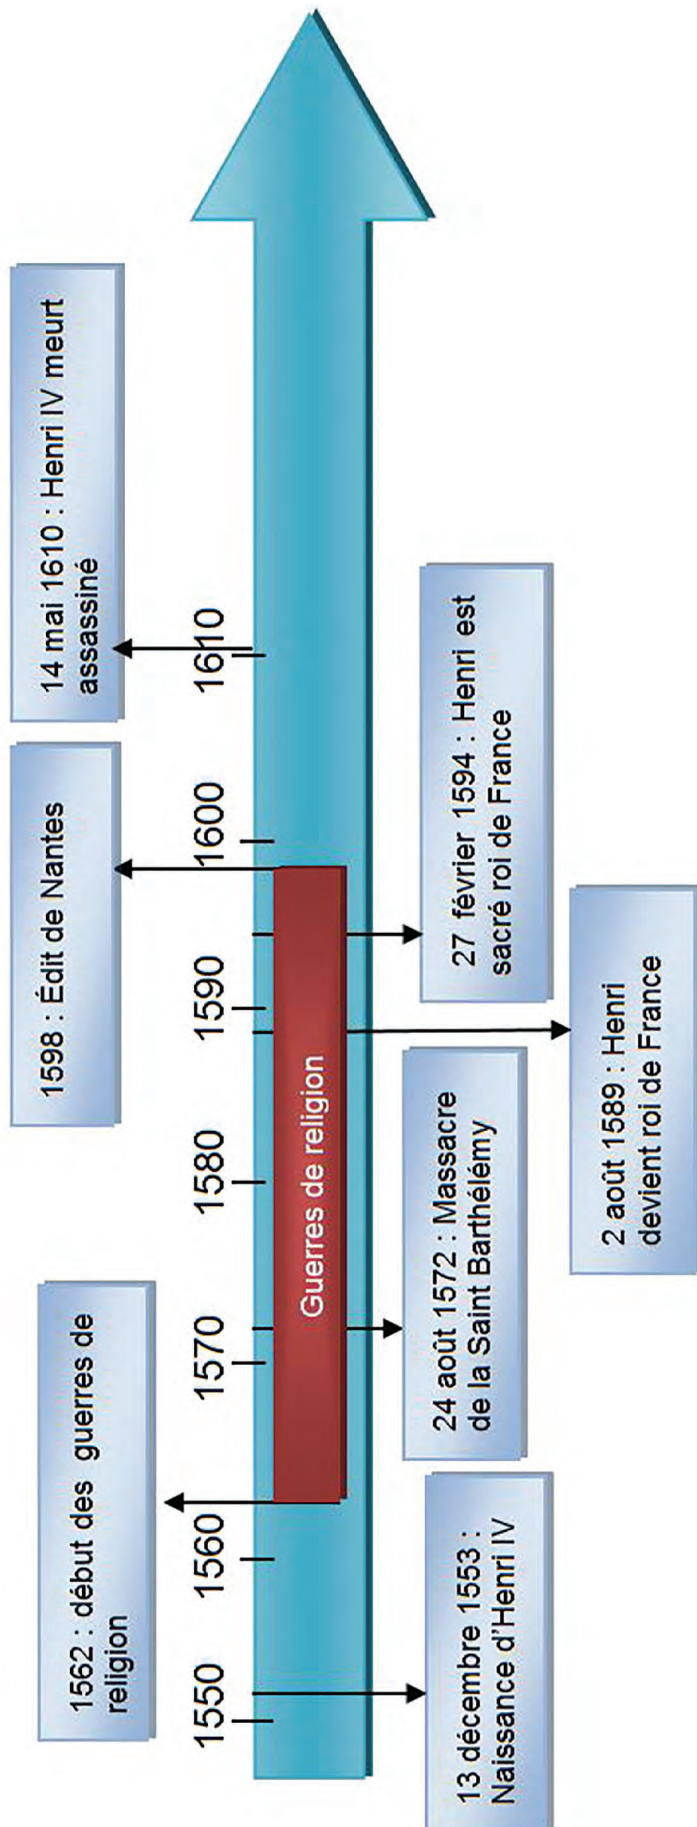 1562 : début des guerres de
religion
1598 : Édit de Nantes
14 mai 1610 : Henri IV meurt
assassiné
1550
1560
1570
1580
1590
1600
1610
Guerres de religion
13 décembre 1553 :
Naissance d'Henri IV
24 août 1572 : Massacre
de la Saint Barthélémy
27 février 1594 : Henri est
sacré roi de France
2 août 1589 : Henri
devient roi de France